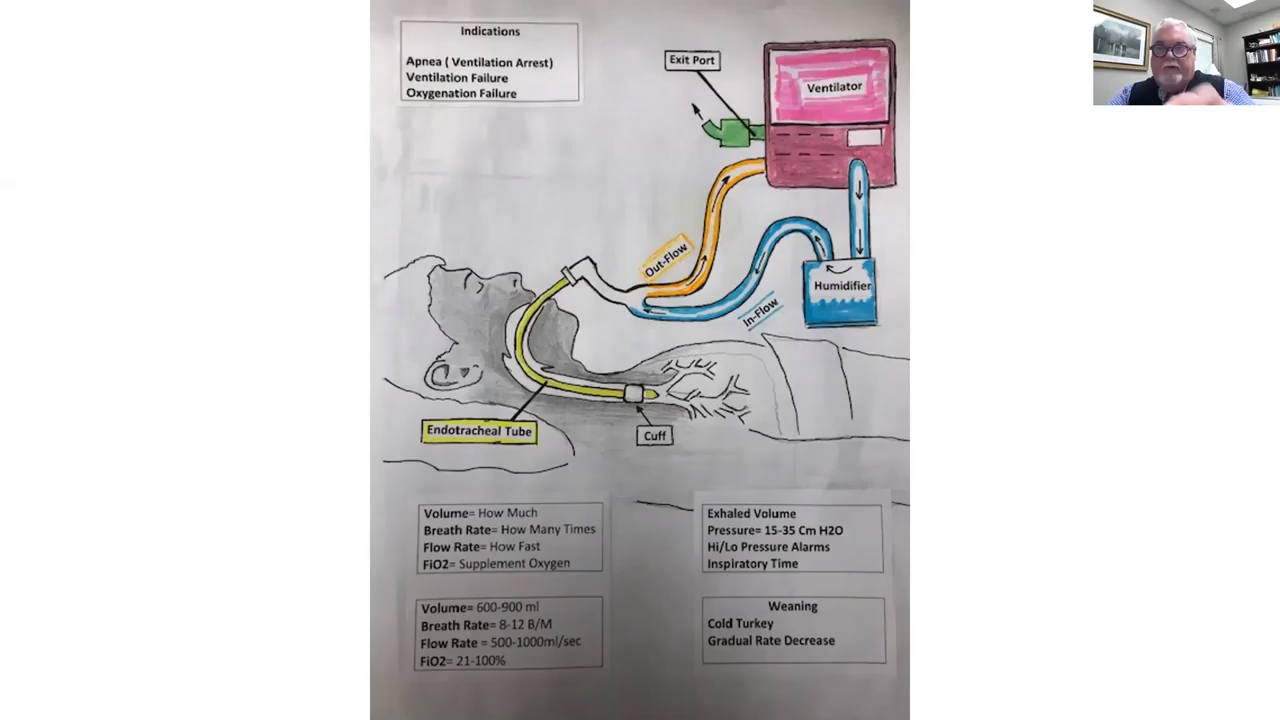 Indications
Apnea ( Ventilation Arrest)
Ventilation Failure
Oxygenation Failure
Exit Port
Ventilator
Out-Flow
In-Flow
Humidifier
Endotracheal Tube
Cuff
Volume= How Much
Breath Rate= How Many Times
Flow Rate= How Fast
FiO2= Supplement Oxygen
Exhaled Volume
Pressure= 15-35 Cm H2O
Hi/Lo Pressure Alarms
Inspiratory Time
Volume= 600-900 ml
Breath Rate= 8-12 B/M
Flow Rate = 500-1000ml/sec
FiO2= 21-100%
Weaning
Cold Turkey
Gradual Rate Decrease